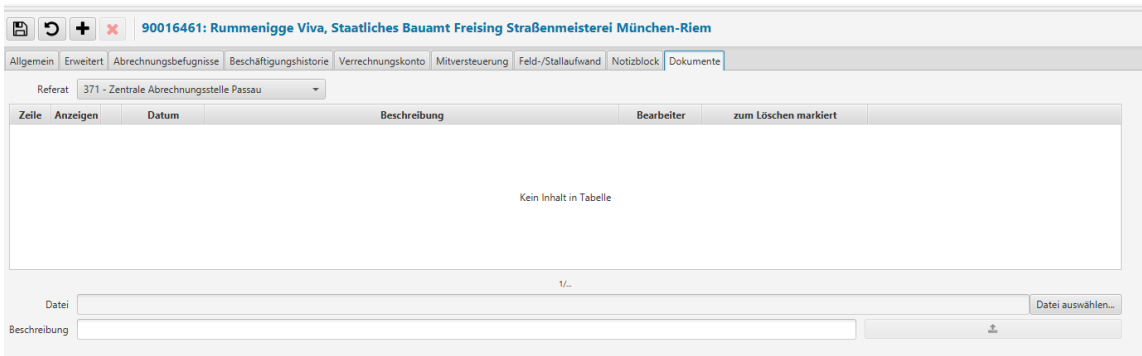 90016461: Rummenigge Viva, Staatliches Bauamt Freising Straßenmeisterei München-Riem
Allgemein Erweitert Abrechnungsbefugnisse Beschäftigungshistorie Verrechnungskonto Mitversteuerung Feld-/Stallaufwand Notizblock Dokumente
Referat 371 - Zentrale Abrechnungsstelle Passau
Zeile Anzeigen Datum Beschreibung Bearbeiter zum Löschen markiert
Kein Inhalt in Tabelle
1/...
Datei Datei auswählen...
Beschreibung